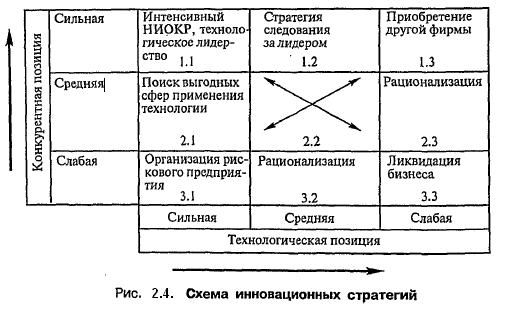 Конкурентная позиция
Сильная
Интенсивный
НИОКР, техноло-
гическое лидер-
ство
1.1
Стратегия
следования
за лидером
1.2
Приобретение
другой фирмы
1.3
Средняя
Поиск выгодных
сфер применения
технологии
2.1
2.2
Рационализация
2.3
Слабая
Организация рис-
кового предприя-
тия
3.1
Рационализация
3.2
Ликвидация
бизнеса
3.3
Сильная
Средняя
Слабая
Технологическая позиция
Рис. 2.4. Схема инновационных стратегий